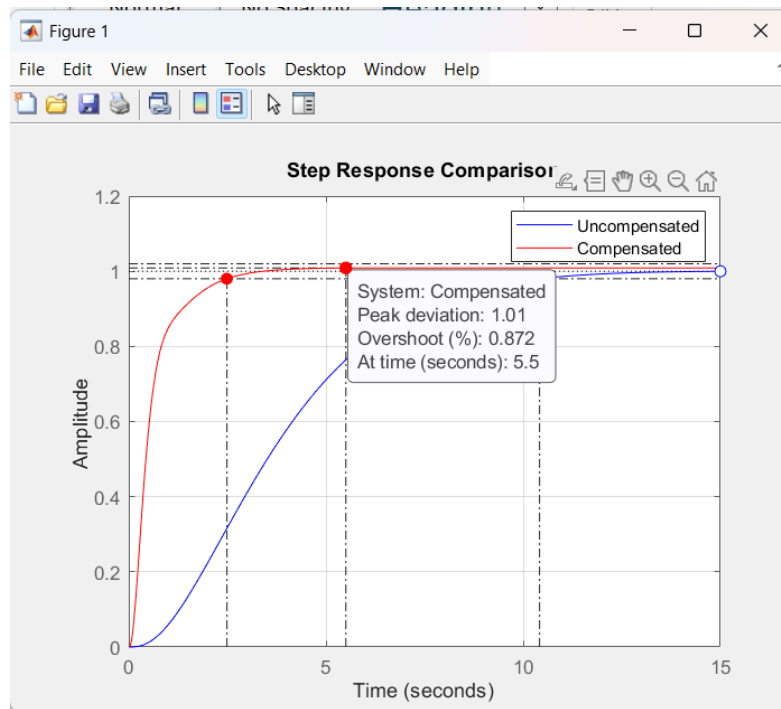 Figure 1
File Edit View Insert Tools Desktop Window Help
Step Response Comparison
1.2
1
0.8
0.6
0.4
0.2
0
Amplitude
Uncompensated
Compensated
System: Compensated
Peak deviation: 1.01
Overshoot (%): 0.872
At time (seconds): 5.5
0 5 10 15
Time (seconds)